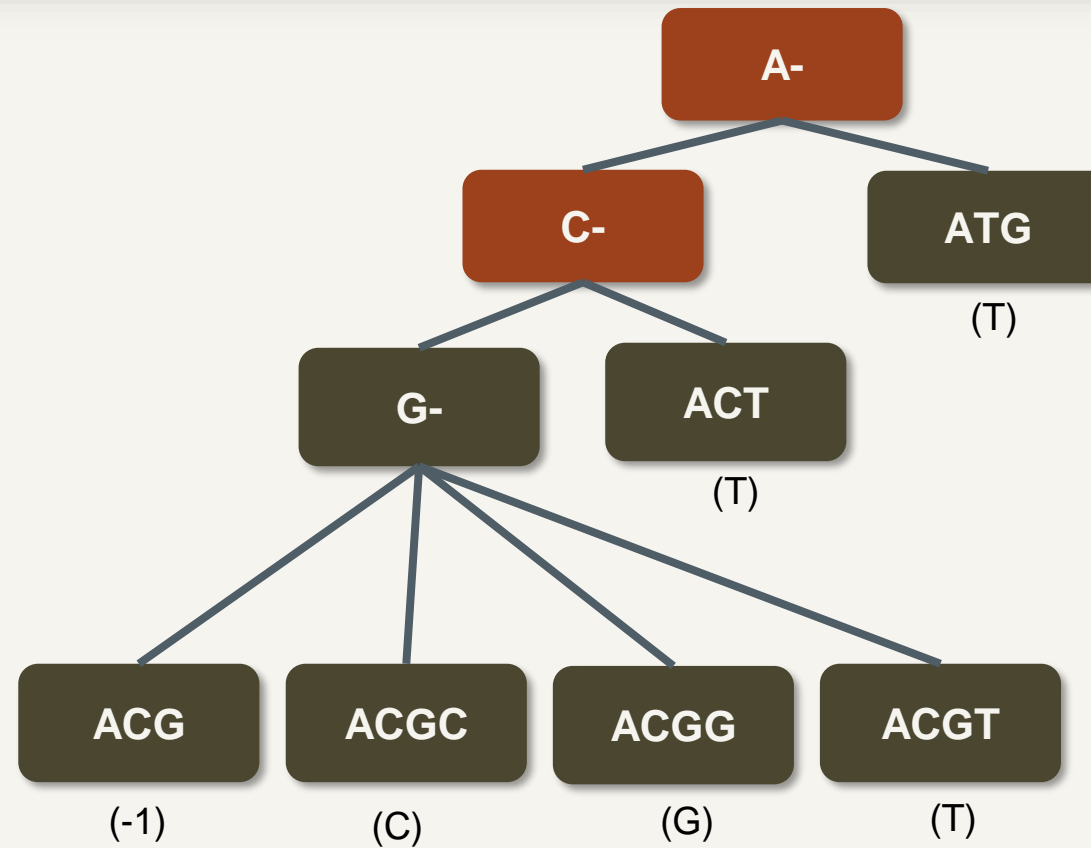 A-
C-
ATG
(T)
G-
ACT
(T)
ACG
ACGC
ACGG
ACGT
(-1)
(C)
(G)
(T)